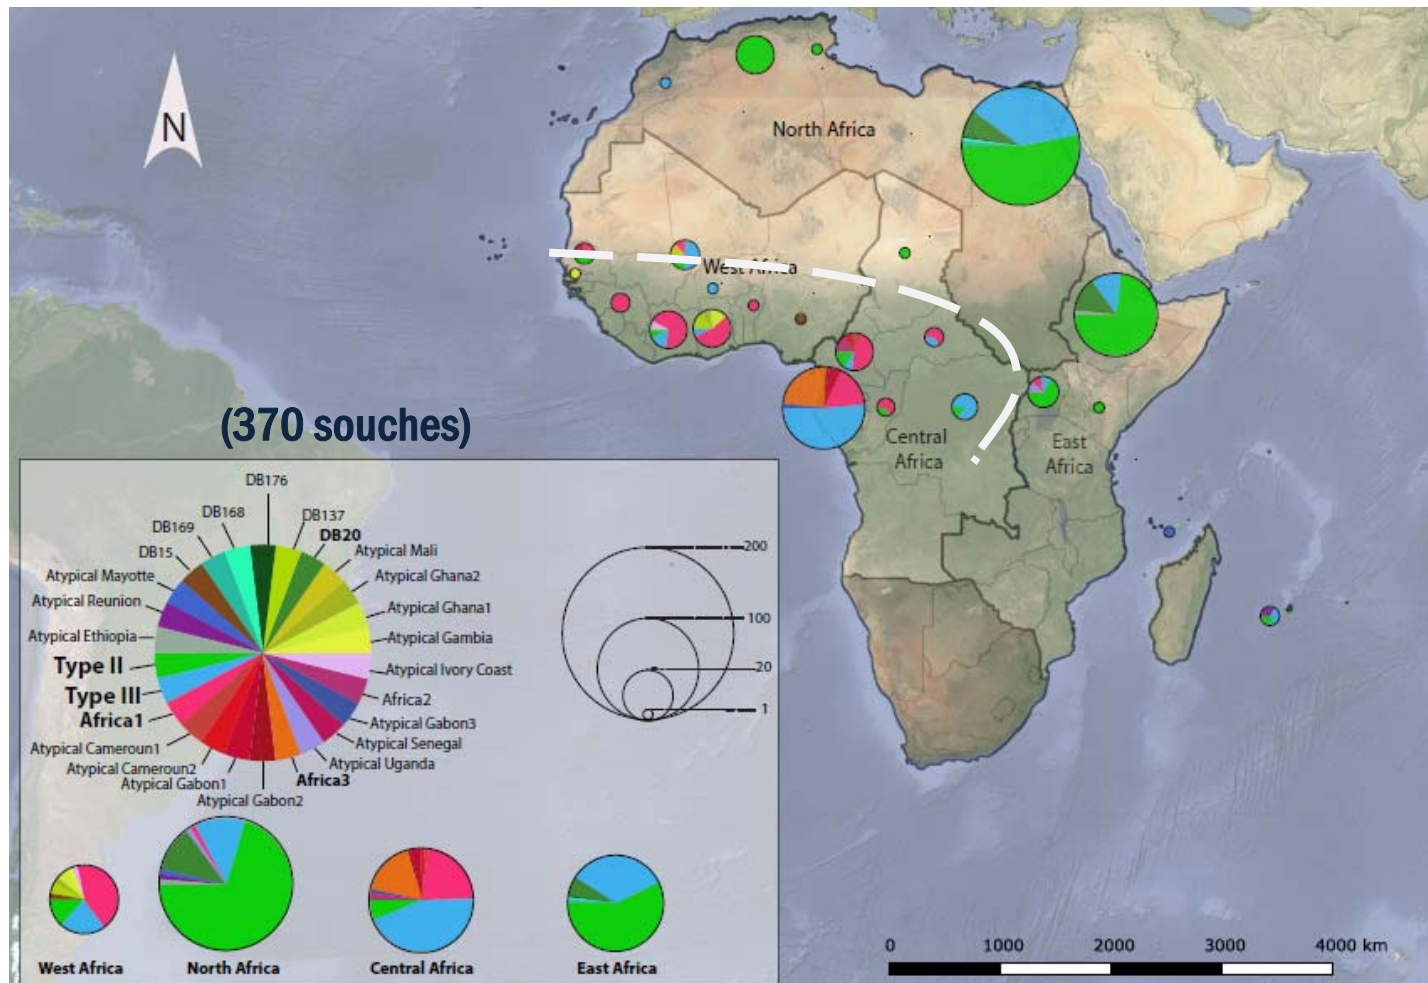 N
North Africa
West Africa
Central
Africa
East
Africa
(370 souches)
DB176
DB168
DB137
DB169
DB20
DB15
Atypical Mali
Atypical Mayotte
Atypical Ghana2
Atypical Reunion
Atypical Ghana1
Atypical Ethiopia
Atypical Gambia
Type II
Atypical Ivory Coast
Type III
Africa2
Africa1
Atypical Gabon3
Atypical Cameroun1
Atypical Senegal
Atypical Cameroun2
Atypical Uganda
Atypical Gabon1
Africa3
Atypical Gabon2
200
100
20
1
West Africa
North Africa
Central Africa
East Africa
0 1000 2000 3000 4000 km